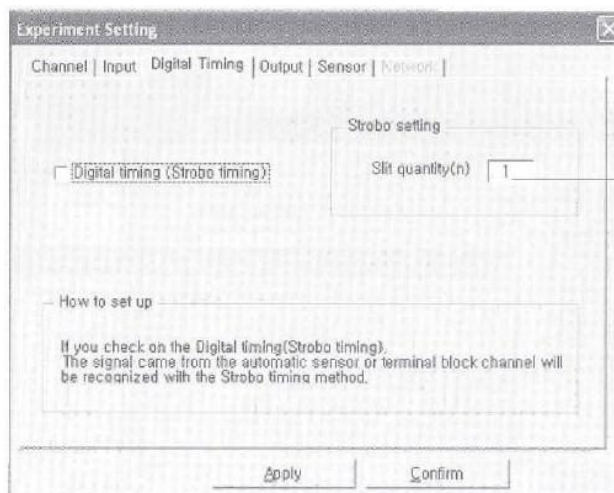 Experiment Setting
Channel | Input Digital Timing | Output | Sensor | Network |
Strobo setting
Digital timing (Strobo timing)
Slit quantity(n) 1
How to set up
If you check on the Digital timing(Strobo timing),
The signal came from the automatic sensor or terminal block channel will
be recognized with the Strobo timing method.
Apply Confirm